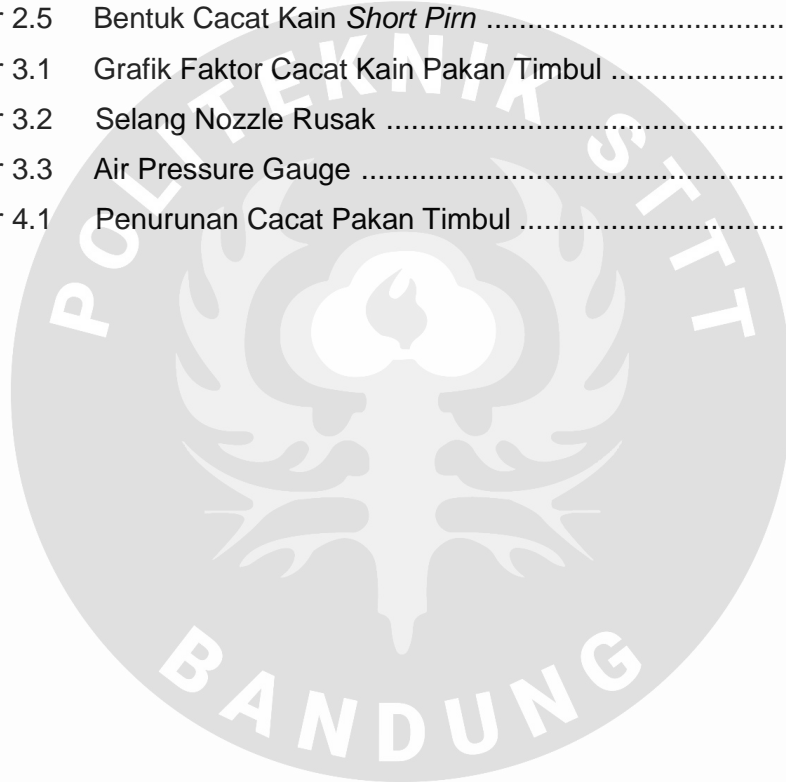 r 2.5 Bentuk Cacat Kain Short Pirn ....................................
r 3.1 Grafik Faktor Cacat Kain Pakan Timbul .....................
r 3.2 Selang Nozzle Rusak ................................................
r 3.3 Air Pressure Gauge ...................................................
r 4.1 Penurunan Cacat Pakan Timbul ................................
POLITEKNIK STTT
BANDUNG